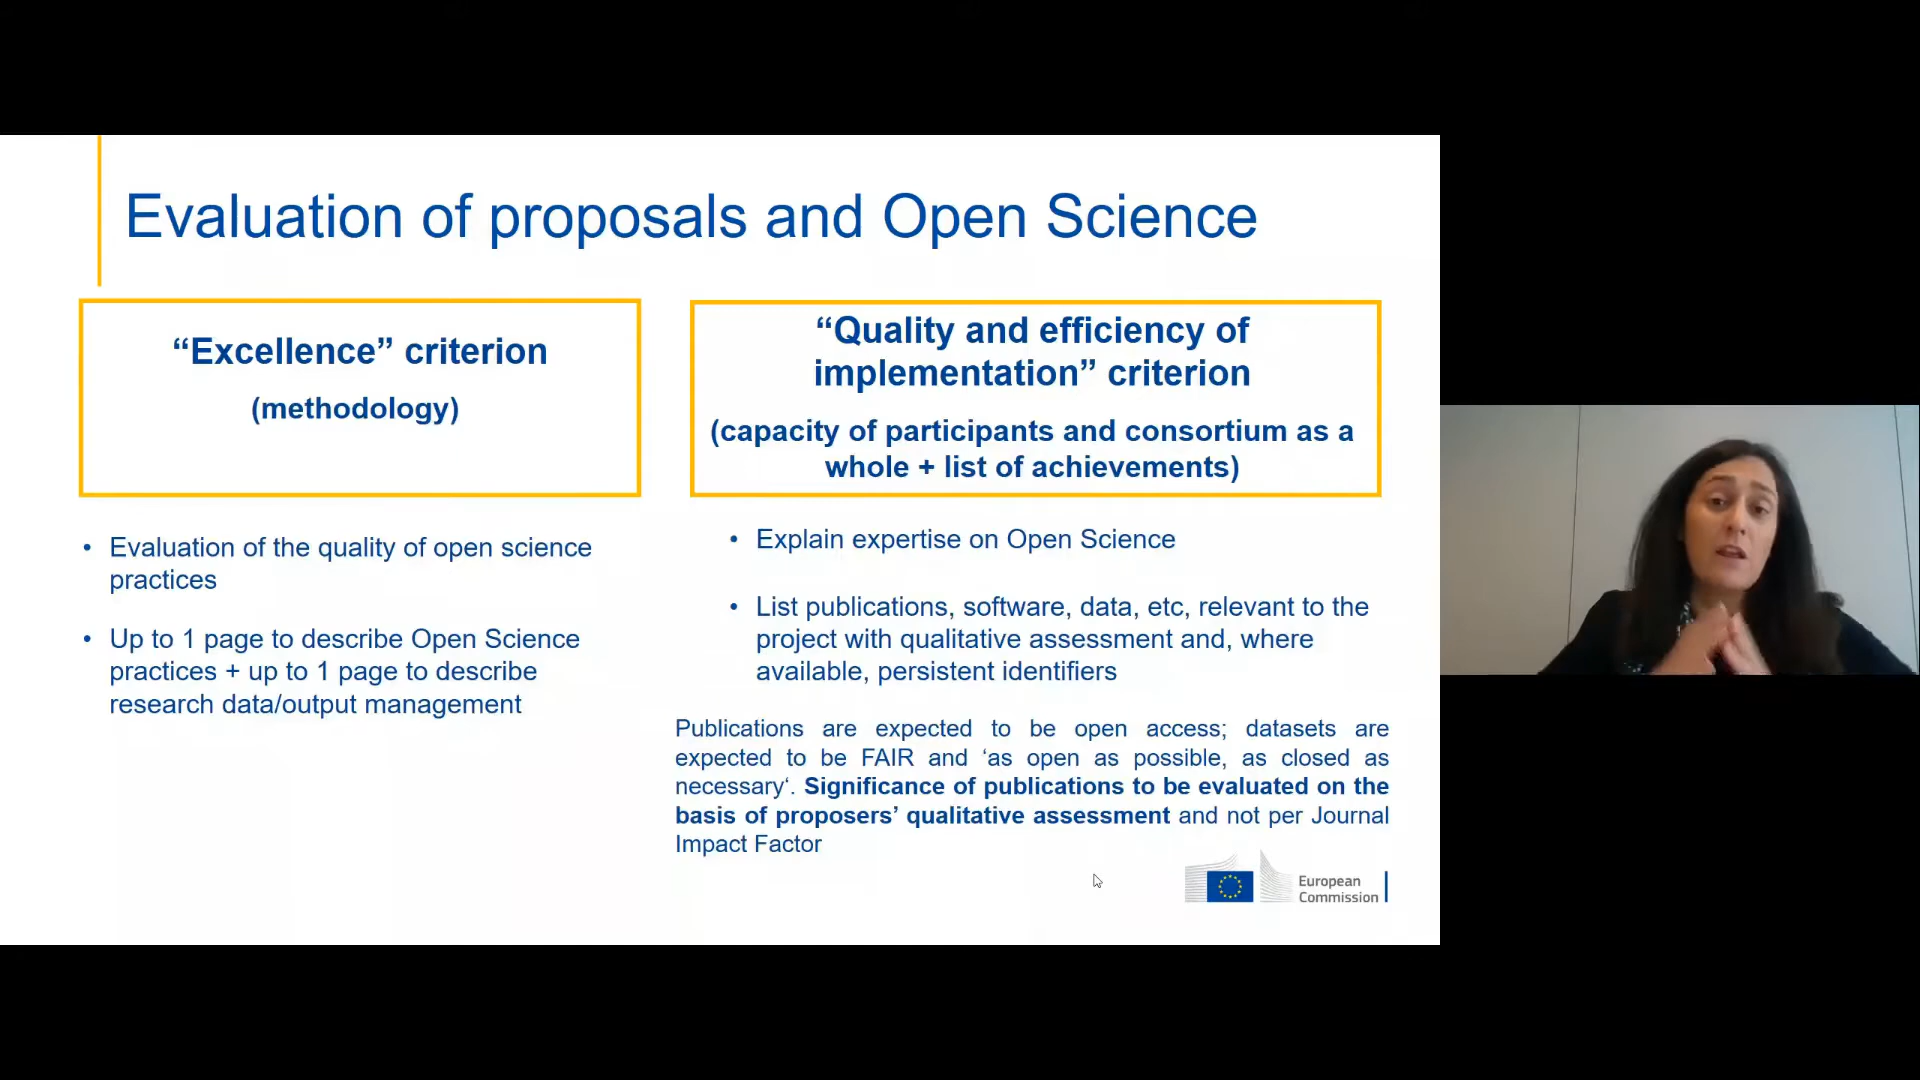 Evaluation of proposals and Open Science
“Excellence” criterion
(methodology)
• Evaluation of the quality of open science
practices
• Up to 1 page to describe Open Science
practices + up to 1 page to describe
research data/output management
“Quality and efficiency of
implementation” criterion
(capacity of participants and consortium as a
whole + list of achievements)
• Explain expertise on Open Science
• List publications, software, data, etc, relevant to the
project with qualitative assessment and, where
available, persistent identifiers
Publications are expected to be open access; datasets are
expected to be FAIR and ‘as open as possible, as closed as
necessary‘. Significance of publications to be evaluated on the
basis of proposers’ qualitative assessment and not per Journal
Impact Factor
European
Commission